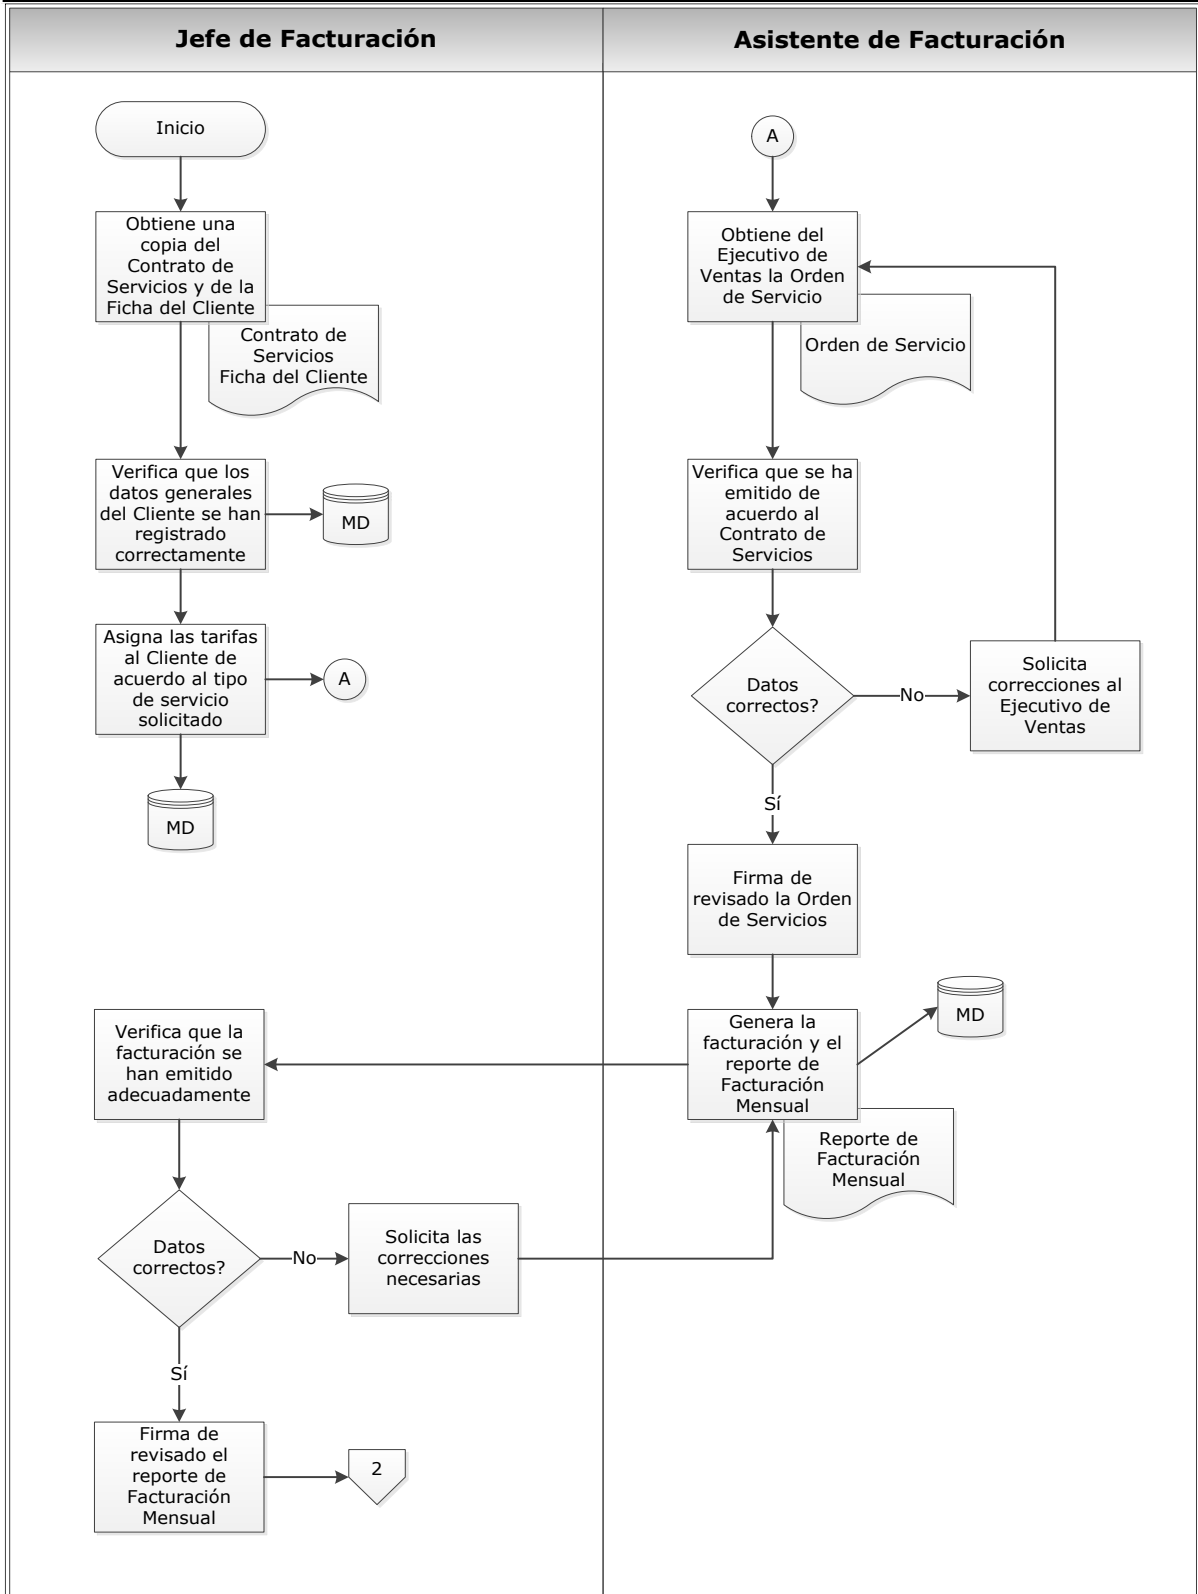 Jefe de Facturación
Asistente de Facturación
Inicio
Obtiene una
copia del
Contrato de
Servicios y de la
Ficha del Cliente
Contrato de
Servicios
Ficha del Cliente
Verifica que los
datos generales
del Cliente se han
registrado
correctamente
MD
Asigna las tarifas
al Cliente de
acuerdo al tipo
de servicio
solicitado
A
MD
A
Obtiene del
Ejecutivo de
Ventas la Orden
de Servicio
Orden de Servicio
Verifica que se ha
emitido de
acuerdo al
Contrato de
Servicios
Datos
correctos?
No
Solicita
correcciones al
Ejecutivo de
Ventas
Sí
Firma de
revisado la Orden
de Servicios
Genera la
facturación y el
reporte de
Facturación
Mensual
MD
Reporte de
Facturación
Mensual
Verifica que la
facturación se
han emitido
adecuadamente
Datos
correctos?
No
Solicita las
correcciones
necesarias
Sí
Firma de
revisado el
reporte de
Facturación
Mensual
2